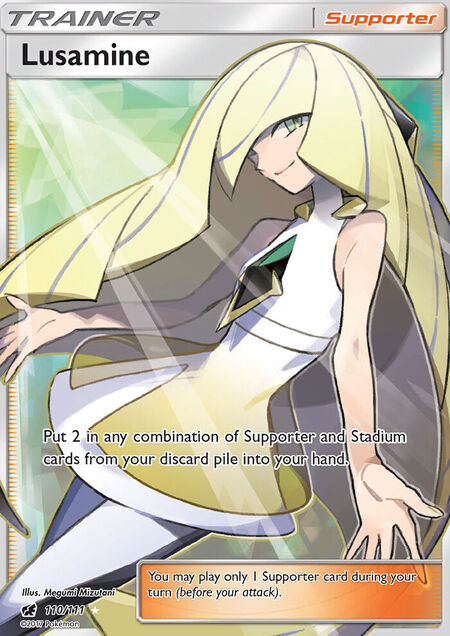 TRAINER
Supporter
Lusamine
Put 2 in any combination of Supporter and Stadium
cards from your discard pile into your hand.
Illus. Megumi Mizutani
110/111
©2017 Pokémon
You may play only 1 Supporter card during your
turn (before your attack).